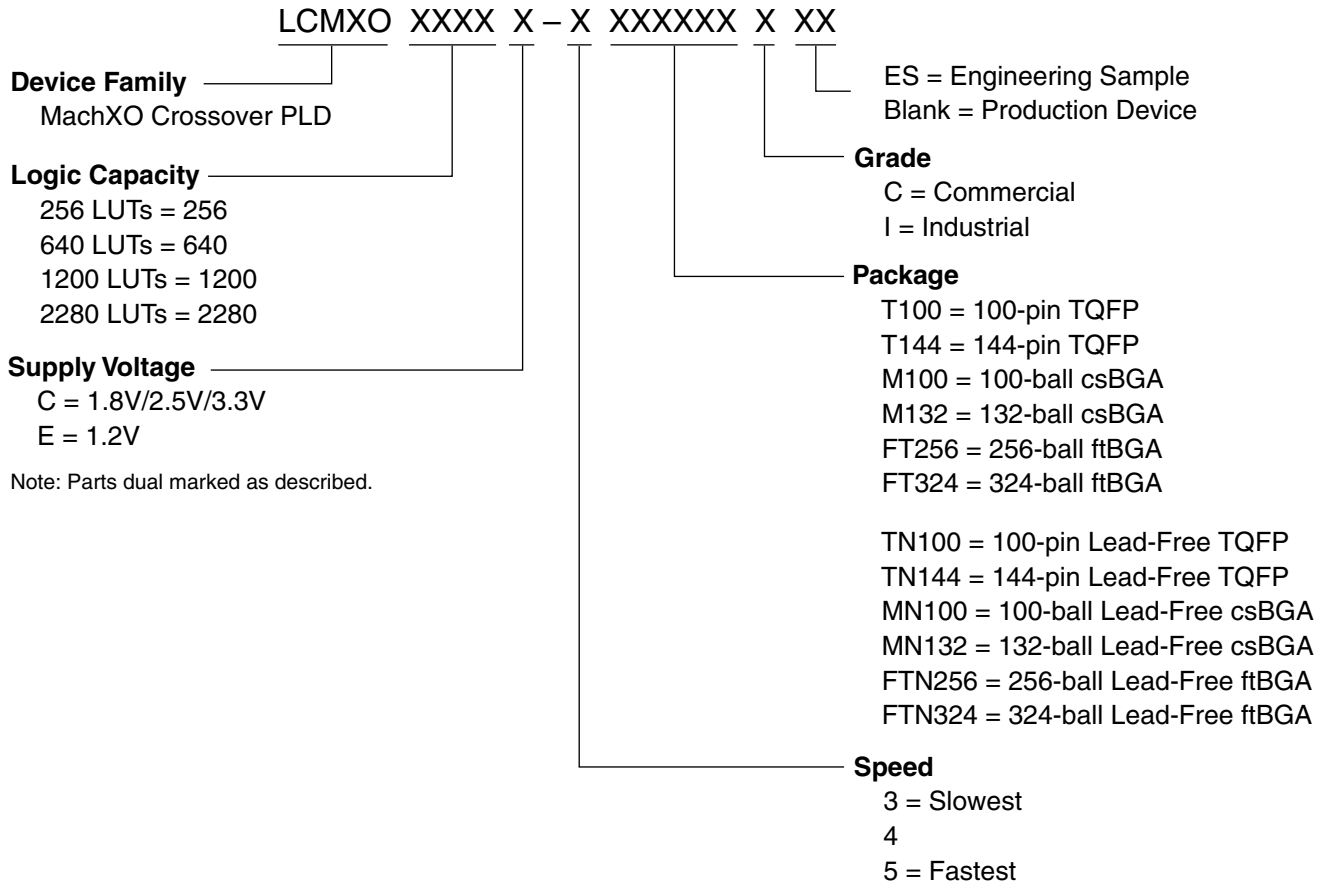 LCMXO XXXX X – X XXXXXX X XX
Device Family
MachXO Crossover PLD
Logic Capacity
256 LUTs = 256
640 LUTs = 640
1200 LUTs = 1200
2280 LUTs = 2280
Supply Voltage
C = 1.8V/2.5V/3.3V
E = 1.2V
Note: Parts dual marked as described.
ES = Engineering Sample
Blank = Production Device
Grade
C = Commercial
I = Industrial
Package
T100 = 100-pin TQFP
T144 = 144-pin TQFP
M100 = 100-ball csBGA
M132 = 132-ball csBGA
FT256 = 256-ball ftBGA
FT324 = 324-ball ftBGA
TN100 = 100-pin Lead-Free TQFP
TN144 = 144-pin Lead-Free TQFP
MN100 = 100-ball Lead-Free csBGA
MN132 = 132-ball Lead-Free csBGA
FTN256 = 256-ball Lead-Free ftBGA
FTN324 = 324-ball Lead-Free ftBGA
Speed
3 = Slowest
4
5 = Fastest